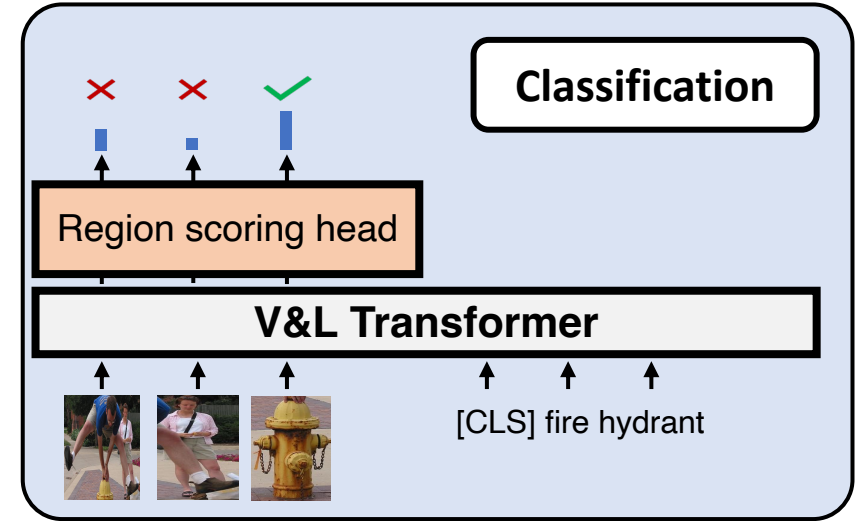 Classification
Region scoring head
V&L Transformer
[CLS] fire hydrant